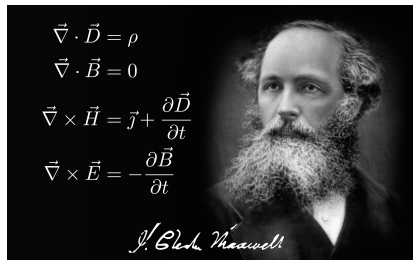 ∇⃗ · D⃗ = ρ
∇⃗ · B⃗ = 0
∇⃗ × H⃗ = ȷ⃗ + ∂D⃗/∂t
∇⃗ × E⃗ = −∂B⃗/∂t
J. Clerk Maxwell